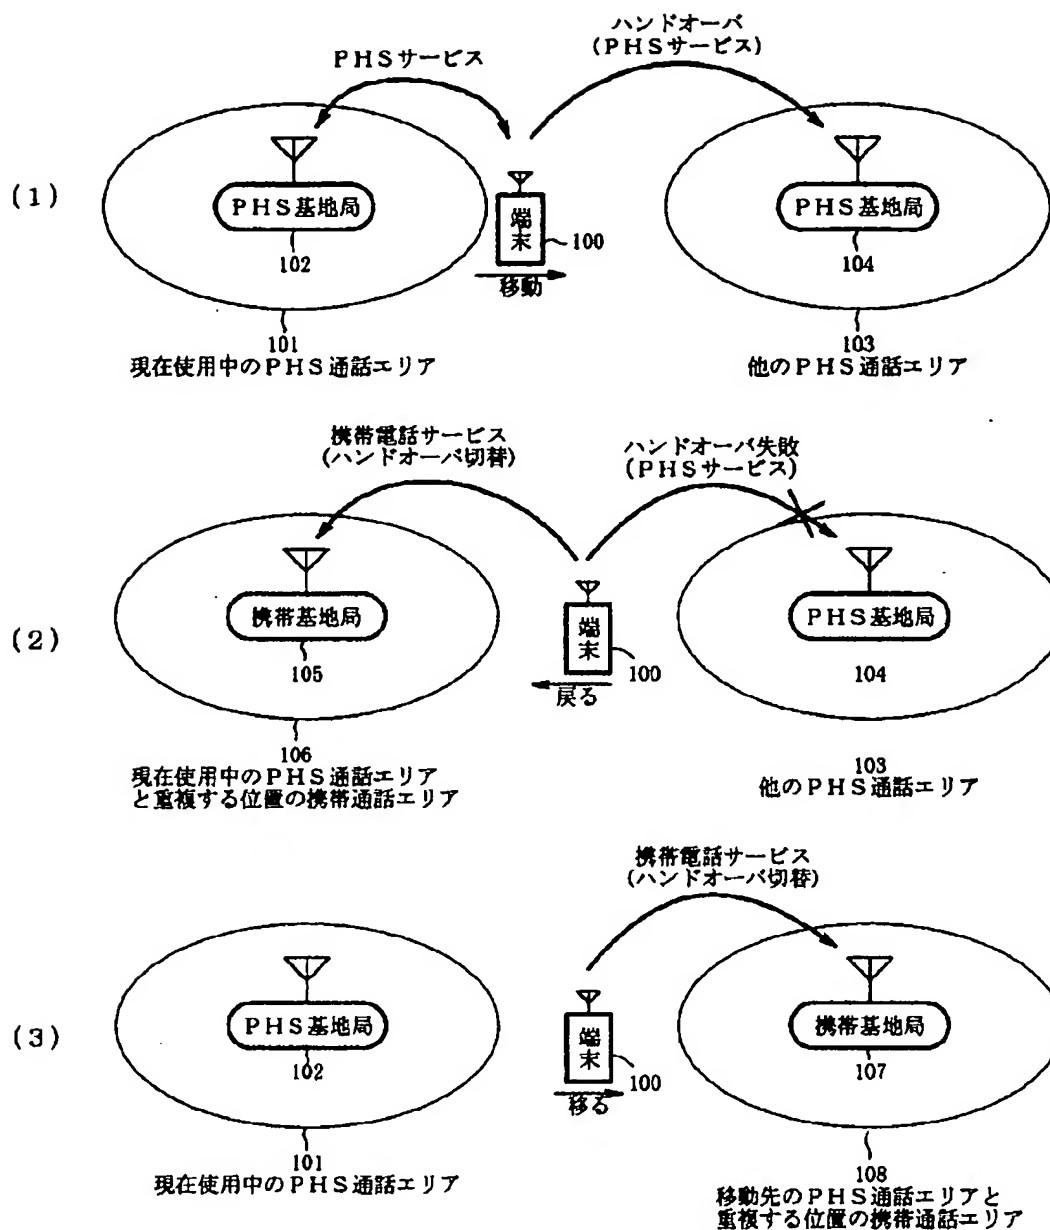 ハンドオーバ
(PHSサービス)
PHSサービス
(1)
PHS基地局
102
端末
100
移動
PHS基地局
104
101
現在使用中のPHS通話エリア
103
他のPHS通話エリア
携帯電話サービス
(ハンドオーバ切替)
ハンドオーバ失敗
(PHSサービス)
(2)
携帯基地局
105
端末
100
戻る
PHS基地局
104
106
現在使用中のPHS通話エリア
と重複する位置の携帯通話エリア
103
他のPHS通話エリア
携帯電話サービス
(ハンドオーバ切替)
(3)
PHS基地局
102
端末
100
移る
携帯基地局
107
101
現在使用中のPHS通話エリア
108
移動先のPHS通話エリアと
重複する位置の携帯通話エリア